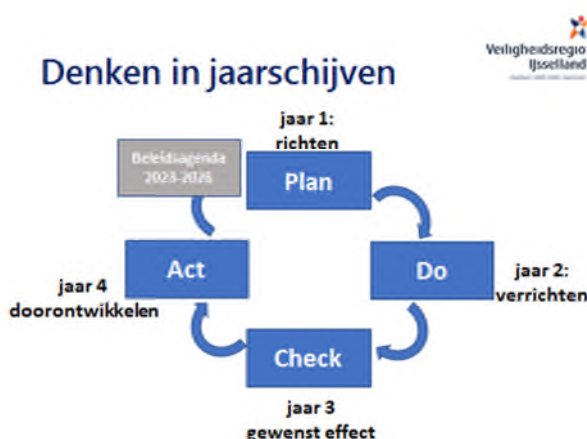 Veiligheidsregio
IJsselland
Denken in jaarschijven
jaar 1:
richten
Beleidsagenda
2023-2026
Plan
Act
Do
jaar 4
doorontwikkelen
jaar 2:
verrichten
Check
jaar 3
gewenst effect